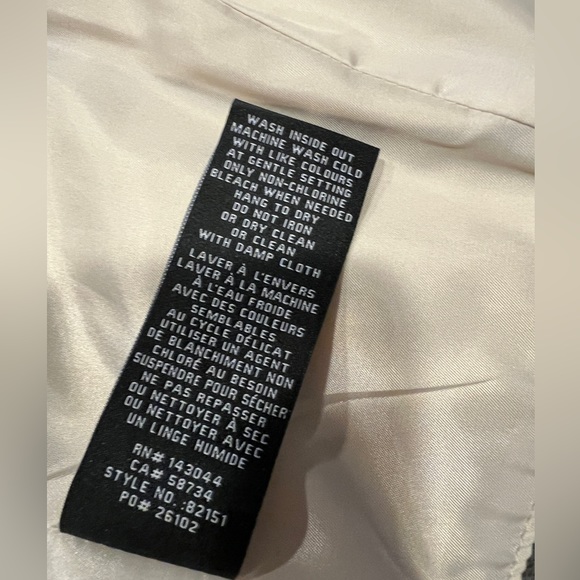 WASH INSIDE OUT
MACHINE WASH COLD
WITH LIKE COLOURS
AT GENTLE SETTING
ONLY NON-CHLORINE
BLEACH WHEN NEEDED
HANG TO DRY
DO NOT IRON
OR DRY CLEAN
OR CLEAN
WITH DAMP CLOTH
LAVER À L'ENVERS
LAVER À LA MACHINE
À L'EAU FROIDE
AVEC DES COULEURS
SEMBLABLES
AU CYCLE DÉLICAT
UTILISER UN AGENT
DE BLANCHIMENT NON
CHLORÉ AU BESOIN
SUSPENDRE POUR SÉCHER
NE PAS REPASSER
OU NETTOYER À SEC
OU NETTOYER AVEC
UN LINGE HUMIDE
RN# 143044
CA# 58734
STYLE NO.:B2151
PO# 26102